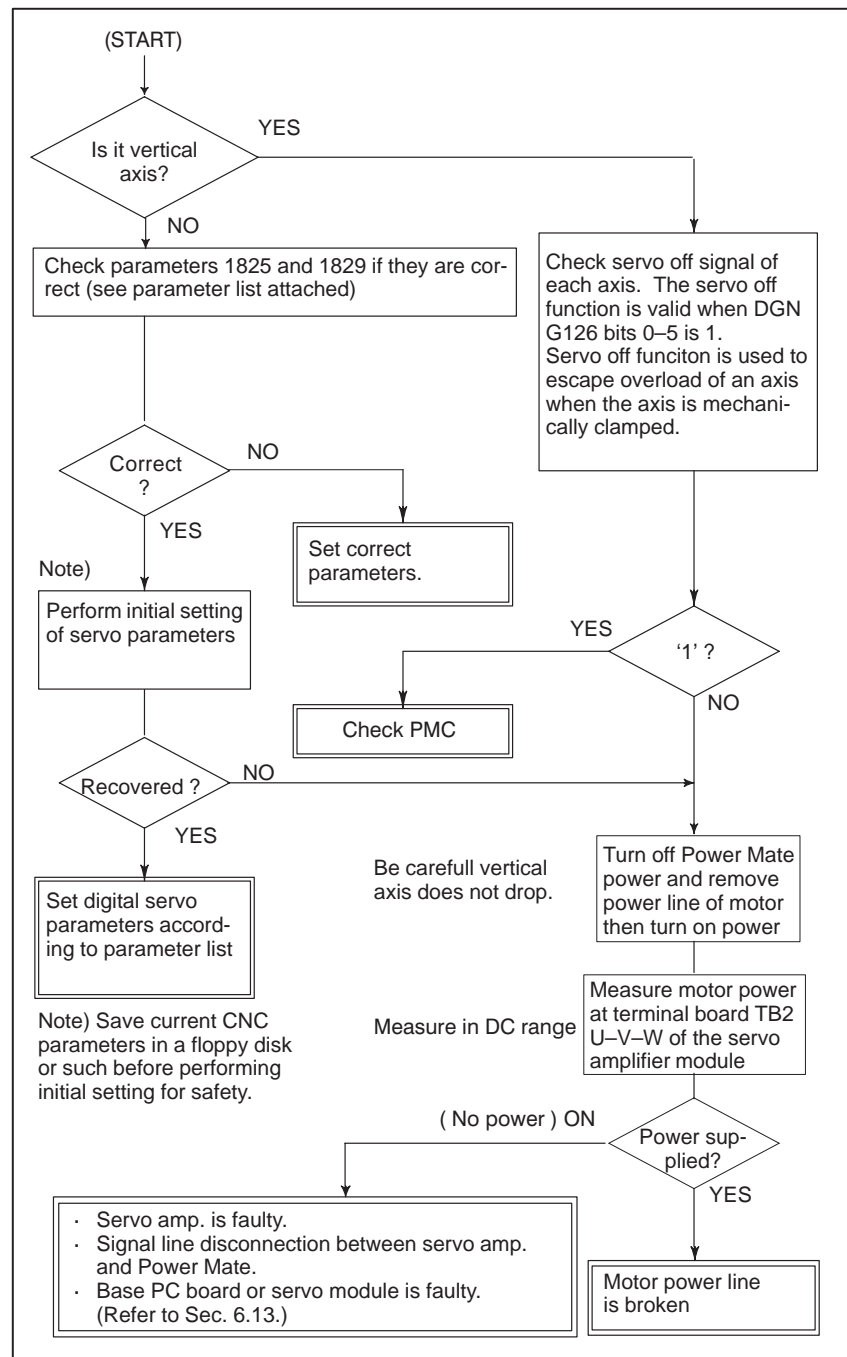 (START)
YES
Is it vertical
axis?
NO
Check parameters 1825 and 1829 if they are cor-
rect (see parameter list attached)
Check servo off signal of
each axis.  The servo off
function is valid when DGN
G126 bits 0–5 is 1.
Servo off funciton is used to
escape overload of an axis
when the axis is mechani-
cally clamped.
Correct
?
NO
YES
Set correct
parameters.
Note)
Perform initial setting
of servo parameters
YES
‘1’ ?
NO
Check PMC
Recovered ?
NO
YES
Set digital servo
parameters accord-
ing to parameter list
Be carefull vertical
axis does not drop.
Turn off Power Mate
power and remove
power line of motor
then turn on power
Note) Save current CNC
parameters in a floppy disk
or such before performing
initial setting for safety.
Measure in DC range
Measure motor power
at terminal board TB2
U–V–W of the servo
amplifier module
( No power ) ON
Power sup-
plied?
YES
· Servo amp. is faulty.
· Signal line disconnection between servo amp.
and Power Mate.
· Base PC board or servo module is faulty.
(Refer to Sec. 6.13.)
Motor power line
is broken